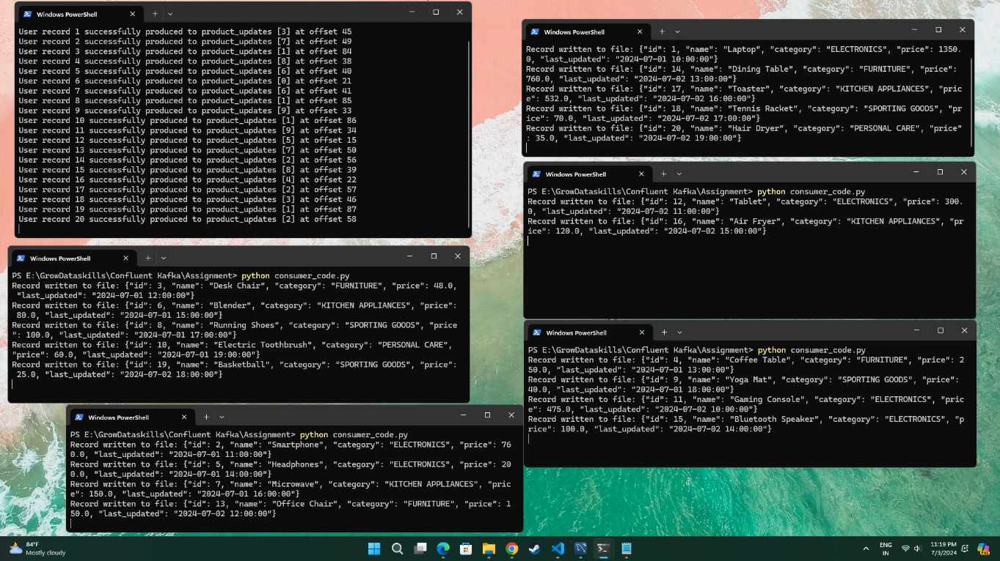 Windows PowerShell
User record 1 successfully produced to product_updates [3] at offset 45
User record 2 successfully produced to product_updates [7] at offset 49
User record 3 successfully produced to product_updates [1] at offset 84
User record 4 successfully produced to product_updates [8] at offset 38
User record 5 successfully produced to product_updates [6] at offset 40
User record 6 successfully produced to product_updates [0] at offset 21
User record 7 successfully produced to product_updates [6] at offset 41
User record 8 successfully produced to product_updates [1] at offset 85
User record 9 successfully produced to product_updates [9] at offset 33
User record 10 successfully produced to product_updates [1] at offset 86
User record 11 successfully produced to product_updates [9] at offset 34
User record 12 successfully produced to product_updates [5] at offset 15
User record 13 successfully produced to product_updates [7] at offset 50
User record 14 successfully produced to product_updates [2] at offset 56
User record 15 successfully produced to product_updates [8] at offset 39
User record 16 successfully produced to product_updates [4] at offset 22
User record 17 successfully produced to product_updates [2] at offset 57
User record 18 successfully produced to product_updates [3] at offset 46
User record 19 successfully produced to product_updates [1] at offset 87
User record 20 successfully produced to product_updates [2] at offset 58
Windows PowerShell
PS E:\GrowDataskills\Confluent Kafka\Assignment> python consumer_code.py
Record written to file: {"id": 3, "name": "Desk Chair", "category": "FURNITURE", "price": 48.0,
"last_updated": "2024-07-01 12:00:00"}
Record written to file: {"id": 6, "name": "Blender", "category": "KITCHEN APPLIANCES", "price":
80.0, "last_updated": "2024-07-01 15:00:00"}
Record written to file: {"id": 8, "name": "Running Shoes", "category": "SPORTING GOODS", "price
": 100.0, "last_updated": "2024-07-01 17:00:00"}
Record written to file: {"id": 10, "name": "Electric Toothbrush", "category": "PERSONAL CARE",
"price": 60.0, "last_updated": "2024-07-01 19:00:00"}
Record written to file: {"id": 19, "name": "Basketball", "category": "SPORTING GOODS", "price":
25.0, "last_updated": "2024-07-02 18:00:00"}
Windows PowerShell
PS E:\GrowDataskills\Confluent Kafka\Assignment> python consumer_code.py
Record written to file: {"id": 2, "name": "Smartphone", "category": "ELECTRONICS", "price": 76
0.0, "last_updated": "2024-07-01 11:00:00"}
Record written to file: {"id": 5, "name": "Headphones", "category": "ELECTRONICS", "price": 20
0.0, "last_updated": "2024-07-01 14:00:00"}
Record written to file: {"id": 7, "name": "Microwave", "category": "KITCHEN APPLIANCES", "pric
e": 150.0, "last_updated": "2024-07-01 16:00:00"}
Record written to file: {"id": 13, "name": "Office Chair", "category": "FURNITURE", "price": 1
50.0, "last_updated": "2024-07-02 12:00:00"}
Windows PowerShell
Record written to file: {"id": 1, "name": "Laptop", "category": "ELECTRONICS", "price": 1350.
0, "last_updated": "2024-07-01 10:00:00"}
Record written to file: {"id": 14, "name": "Dining Table", "category": "FURNITURE", "price":
760.0, "last_updated": "2024-07-02 13:00:00"}
Record written to file: {"id": 17, "name": "Toaster", "category": "KITCHEN APPLIANCES", "pric
e": 532.0, "last_updated": "2024-07-02 16:00:00"}
Record written to file: {"id": 18, "name": "Tennis Racket", "category": "SPORTING GOODS", "pr
ice": 70.0, "last_updated": "2024-07-02 17:00:00"}
Record written to file: {"id": 20, "name": "Hair Dryer", "category": "PERSONAL CARE", "price"
: 35.0, "last_updated": "2024-07-02 19:00:00"}
Windows PowerShell
PS E:\GrowDataskills\Confluent Kafka\Assignment> python consumer_code.py
Record written to file: {"id": 12, "name": "Tablet", "category": "ELECTRONICS", "price": 300.
0, "last_updated": "2024-07-02 11:00:00"}
Record written to file: {"id": 16, "name": "Air Fryer", "category": "KITCHEN APPLIANCES", "pr
ice": 120.0, "last_updated": "2024-07-02 15:00:00"}
Windows PowerShell
PS E:\GrowDataskills\Confluent Kafka\Assignment> python consumer_code.py
Record written to file: {"id": 4, "name": "Coffee Table", "category": "FURNITURE", "price": 2
50.0, "last_updated": "2024-07-01 13:00:00"}
Record written to file: {"id": 9, "name": "Yoga Mat", "category": "SPORTING GOODS", "price":
40.0, "last_updated": "2024-07-01 18:00:00"}
Record written to file: {"id": 11, "name": "Gaming Console", "category": "ELECTRONICS", "pric
e": 475.0, "last_updated": "2024-07-02 10:00:00"}
Record written to file: {"id": 15, "name": "Bluetooth Speaker", "category": "ELECTRONICS", "p
rice": 100.0, "last_updated": "2024-07-02 14:00:00"}
84°F
Mostly cloudy
ENG
IN
11:19 PM
7/3/2024
PRE